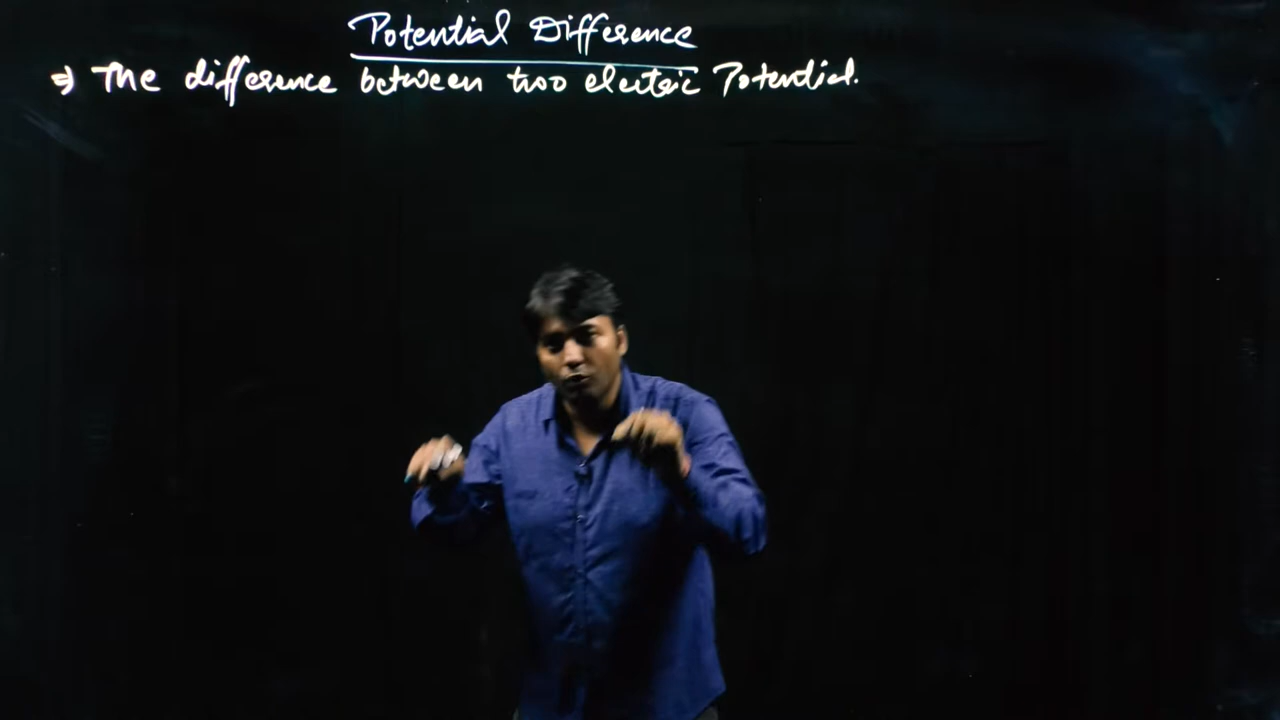 Potential Difference
⇒ The difference between two electric Potential.